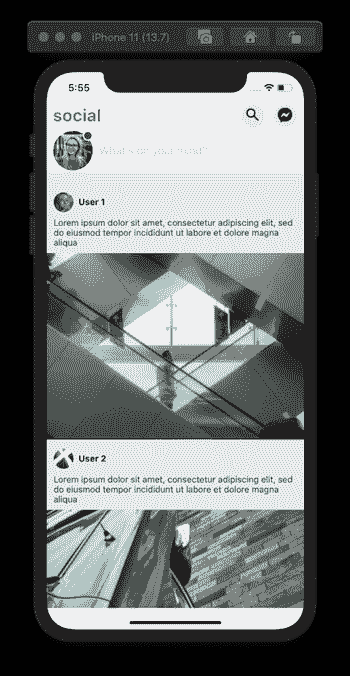 iPhone 11 (13.7)
5:55
social
What's on your mind?
User 1
Lorem ipsum dolor sit amet, consectetur adipiscing elit, sed
do eiusmod tempor incididunt ut labore et dolore magna
aliqua
User 2
Lorem ipsum dolor sit amet, consectetur adipiscing elit, sed
do eiusmod tempor incididunt ut labore et dolore magna
aliqua